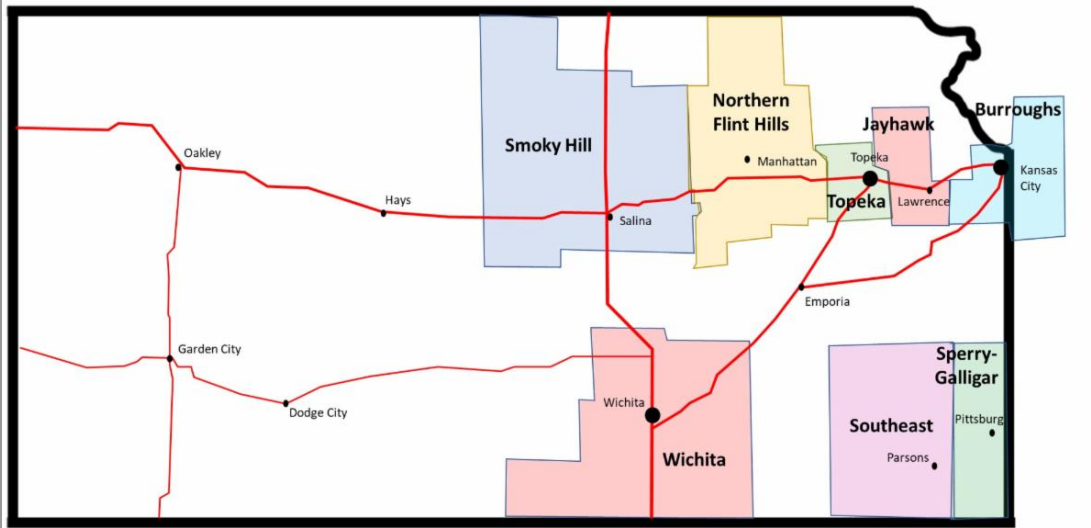 Burroughs
Northern
Flint Hills
Jayhawk
Smoky Hill
Oakley
Manhattan
Topeka
Kansas
City
Hays
Topeka
Lawrence
Salina
Emporia
Garden City
Sperry-
Galligar
Dodge City
Wichita
Southeast
Pittsburg
Wichita
Parsons